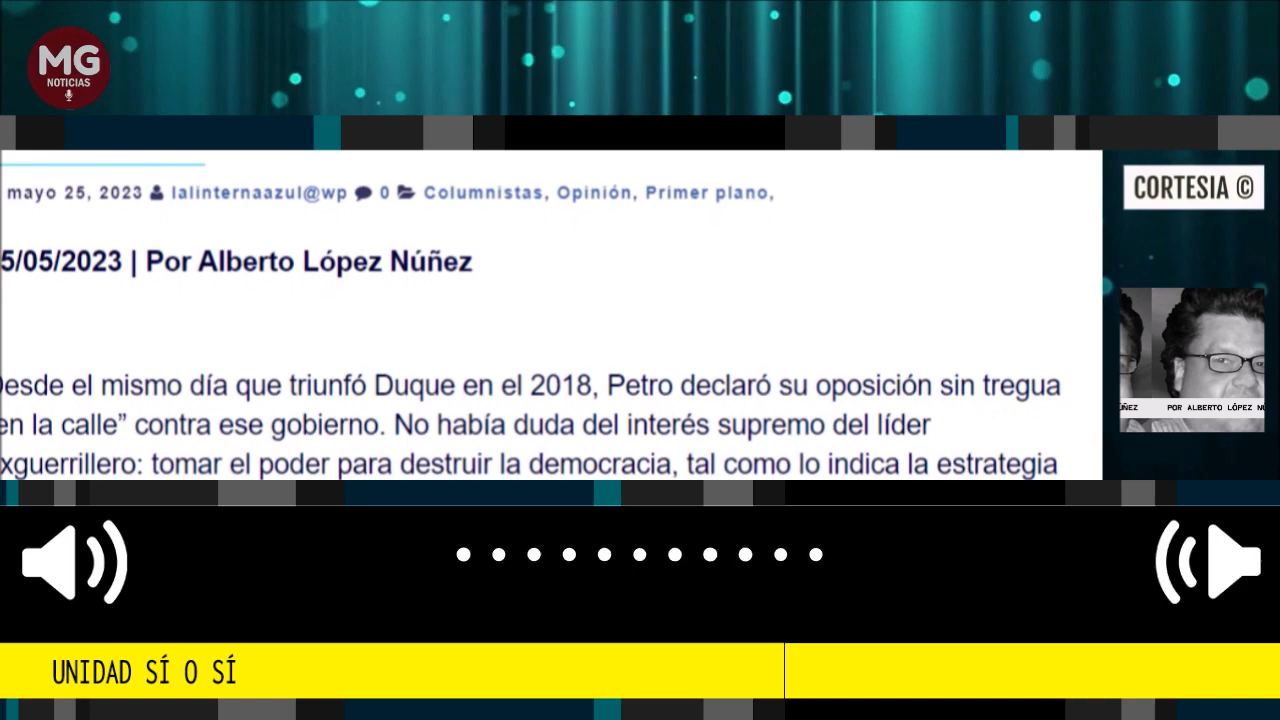 MG
NOTICIAS
mayo 25, 2023 lalinternaazul@wp 0 Columnistas, Opinión, Primer plano,
CORTESIA ©
5/05/2023 | Por Alberto López Núñez
esde el mismo día que triunfó Duque en el 2018, Petro declaró su oposición sin tregua
en la calle” contra ese gobierno. No había duda del interés supremo del líder
xguerrillero: tomar el poder para destruir la democracia, tal como lo indica la estrategia
ÚÑEZ POR ALBERTO LÓPEZ NÚ
UNIDAD SÍ O SÍ